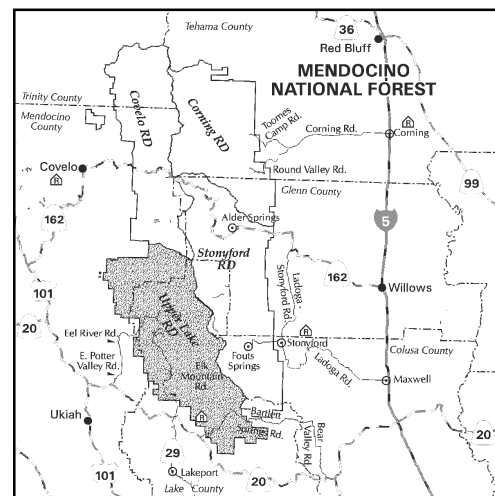 Tehama County
36
Red Bluff
MENDOCINO
NATIONAL FOREST
Trinity County
Mendocino
County
Covelo RD
Corning RD
Toomes
Camp Rd.
Corning Rd.
R
Corning
Covelo
R
Round Valley Rd.
Glenn County
99
162
Alder Springs
5
Stonyford
RD
101
Ladoga
Stonyford Rd.
162
Willows
20
Upper Lake
RD
Eel River Rd.
E. Potter
Valley Rd.
Fouts
Springs
R
Stonyford
Colusa County
Elk
Mountain
Rd.
Ladoga Rd.
Maxwell
Ukiah
R
Bartlett
Springs Rd.
Bear
Valley Rd.
20
29
Lakeport
101
Lake County
20